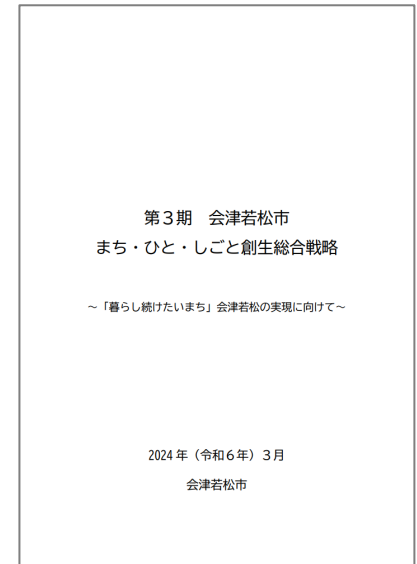 第３期　会津若松市
まち・ひと・しごと創生総合戦略
～「暮らし続けたいまち」会津若松の実現に向けて～
2024 年（令和６年）３月
会津若松市